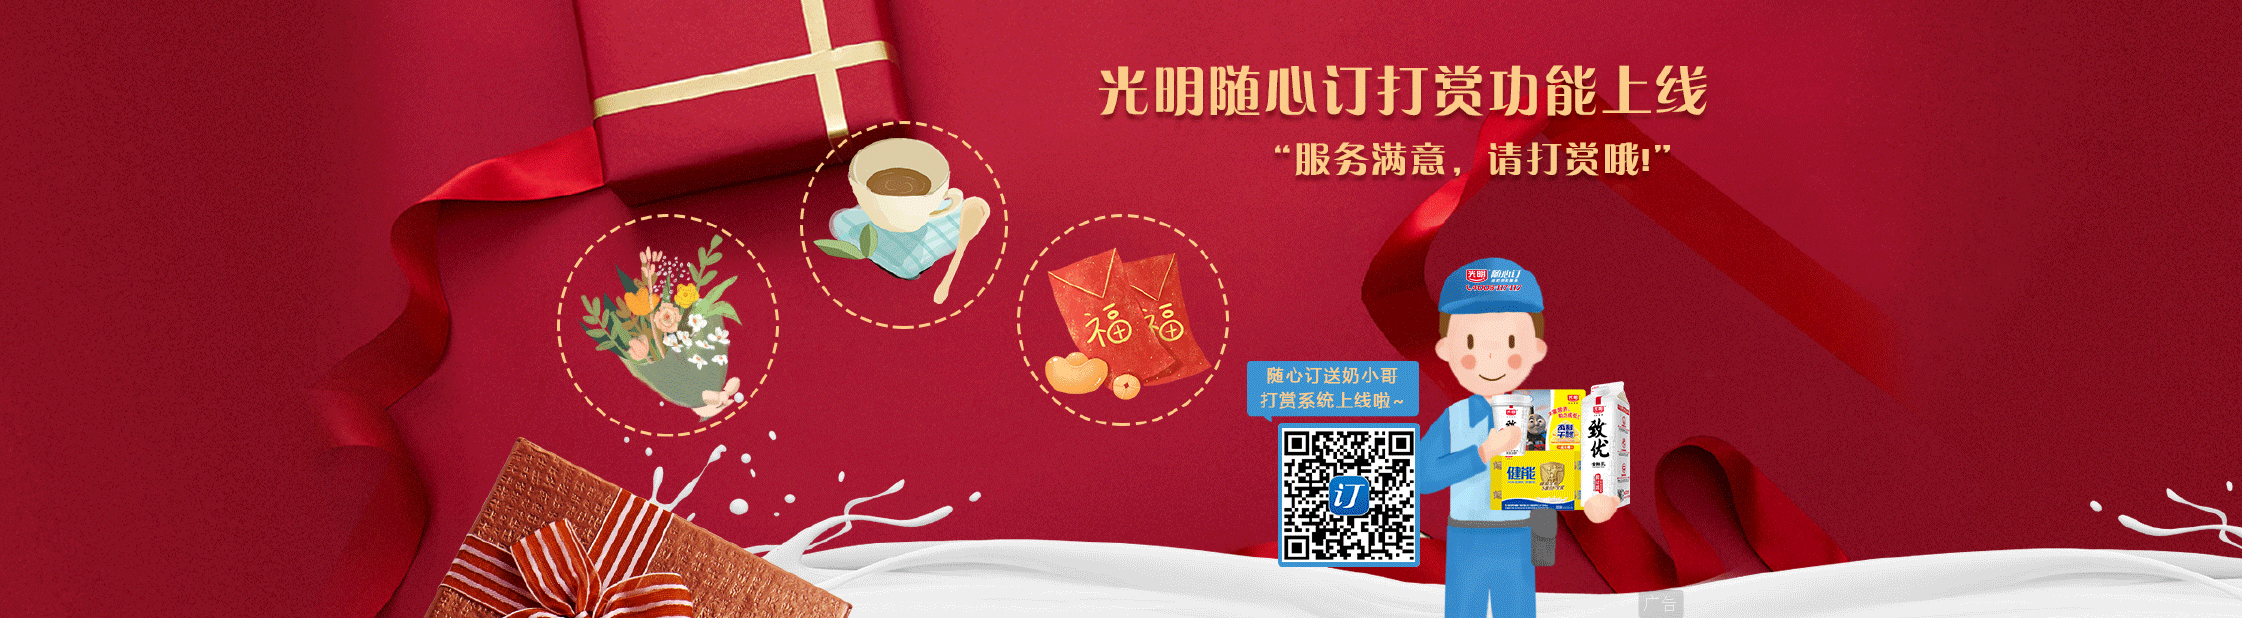 光明随心订打赏功能上线
“服务满意，请打赏哦!”
福
福
光明 随心订
随心订送奶小哥
打赏系统上线啦~
订
光明
致优
健能
广告